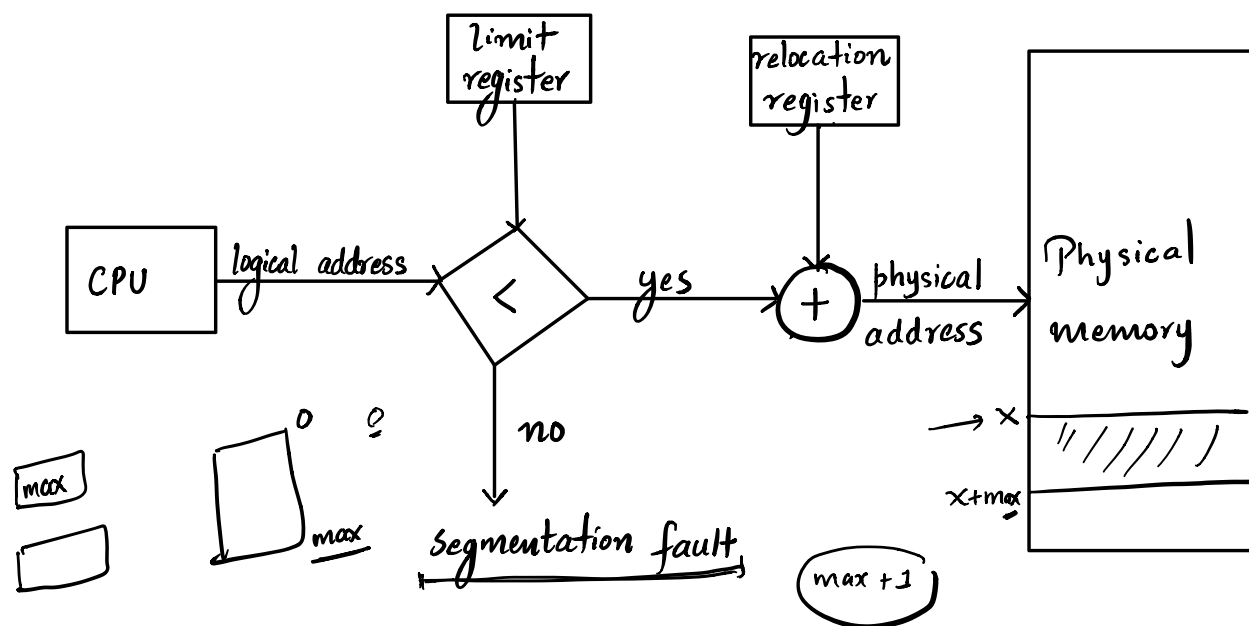 limit
register
relocation
register
CPU
logical address
<
yes
+
physical
address
Physical
memory
no
0
0
max
max
segmentation fault
x
x+max
max+1